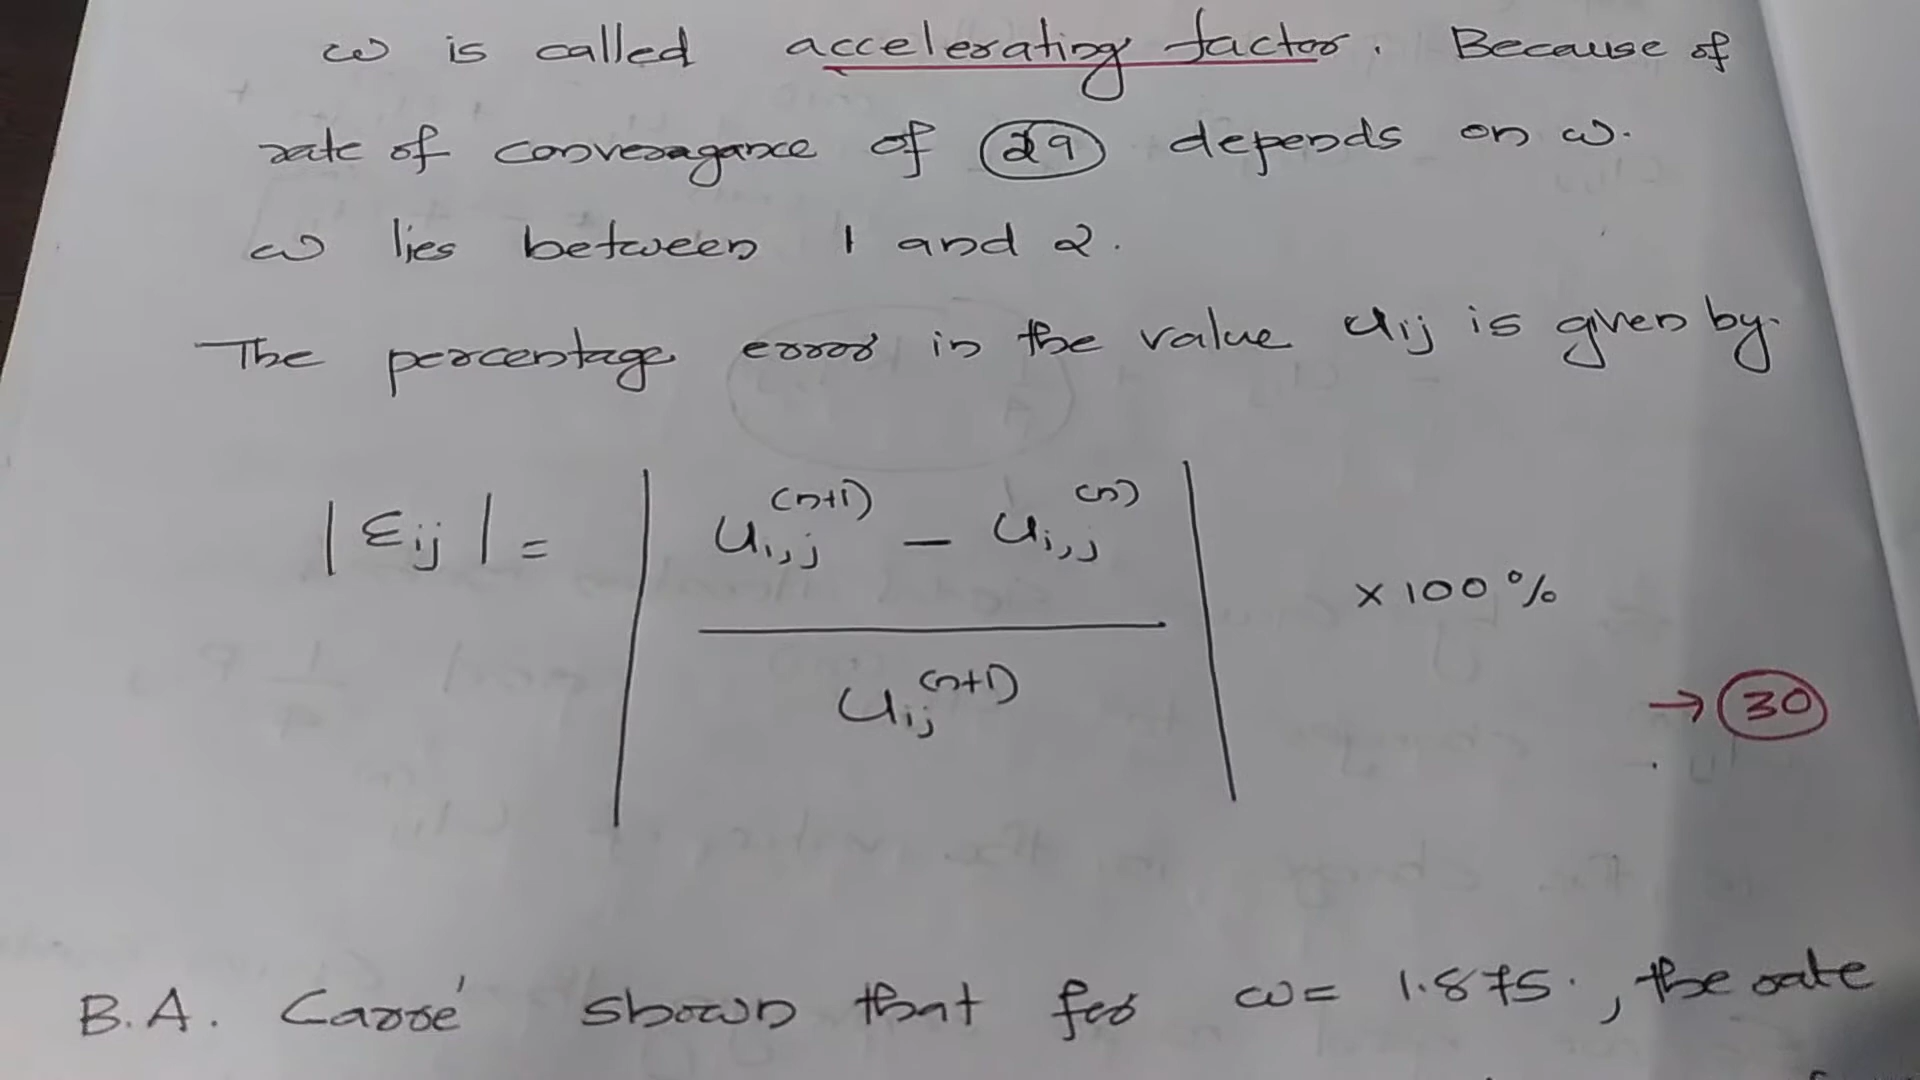 ω is called accelerating factor. Because of
rate of convergance of (29) depends on ω.
ω lies between 1 and 2.
The percentage error in the value uij is given by.
|εij| = | (u i,j^(n+1) − u i,j^(n)) / u ij^(n+1) | × 100 %
→ (30)
B.A. Carré shown that for ω = 1.875., the rate